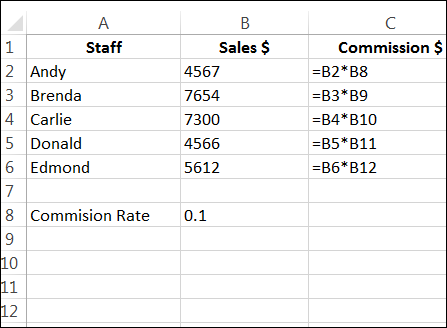 A B C
1 Staff Sales $ Commission $
2 Andy 4567 =B2*B8
3 Brenda 7654 =B3*B9
4 Carlie 7300 =B4*B10
5 Donald 4566 =B5*B11
6 Edmond 5612 =B6*B12
7
8 Commision Rate 0.1
9
10
11
12